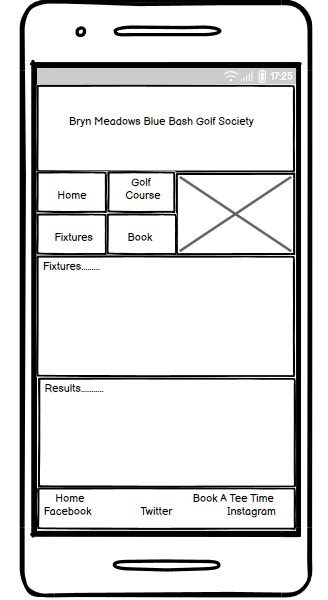 17:25
Bryn Meadows Blue Bash Golf Society
Home
Golf
Course
Fixtures
Book
Fixtures.........
Results...........
Home Book A Tee Time
Facebook Twitter Instagram